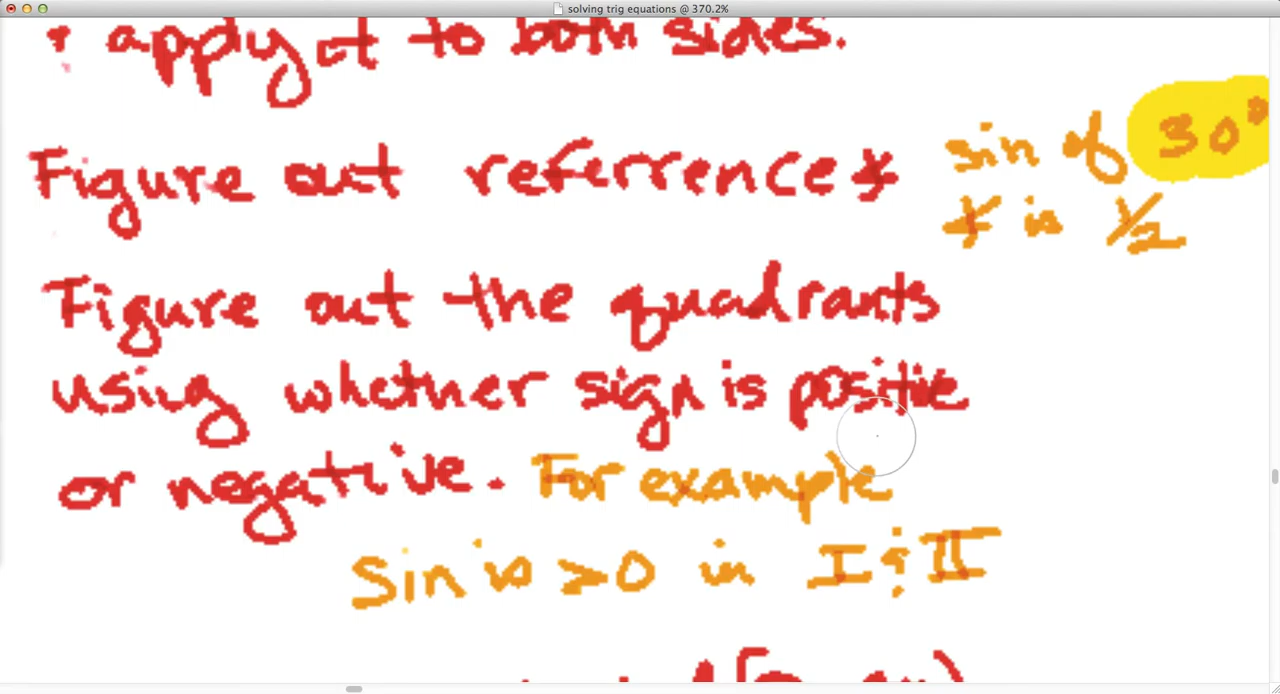 solving trig equations @ 370.2%
& apply it to both sides.
Figure out referrence ∡
sin of 30°
∡ is 1/2
Figure out the quadrants
using whether sign is positive
or negative. For example
Sin is >0 in I & II